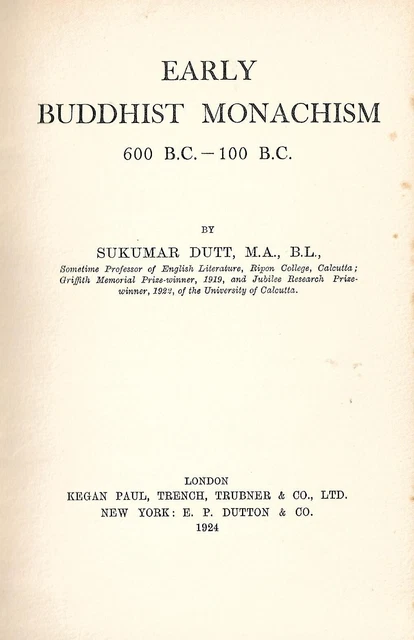 EARLY
BUDDHIST MONACHISM
600 B.C. — 100 B.C.
BY
SUKUMAR DUTT, M.A., B.L.,
Sometime Professor of English Literature, Ripon College, Calcutta;
Griffith Memorial Prize-winner, 1919, and Jubilee Research Prize-
winner, 1922, of the University of Calcutta.
LONDON
KEGAN PAUL, TRENCH, TRUBNER & CO., LTD.
NEW YORK: E. P. DUTTON & CO.
1924